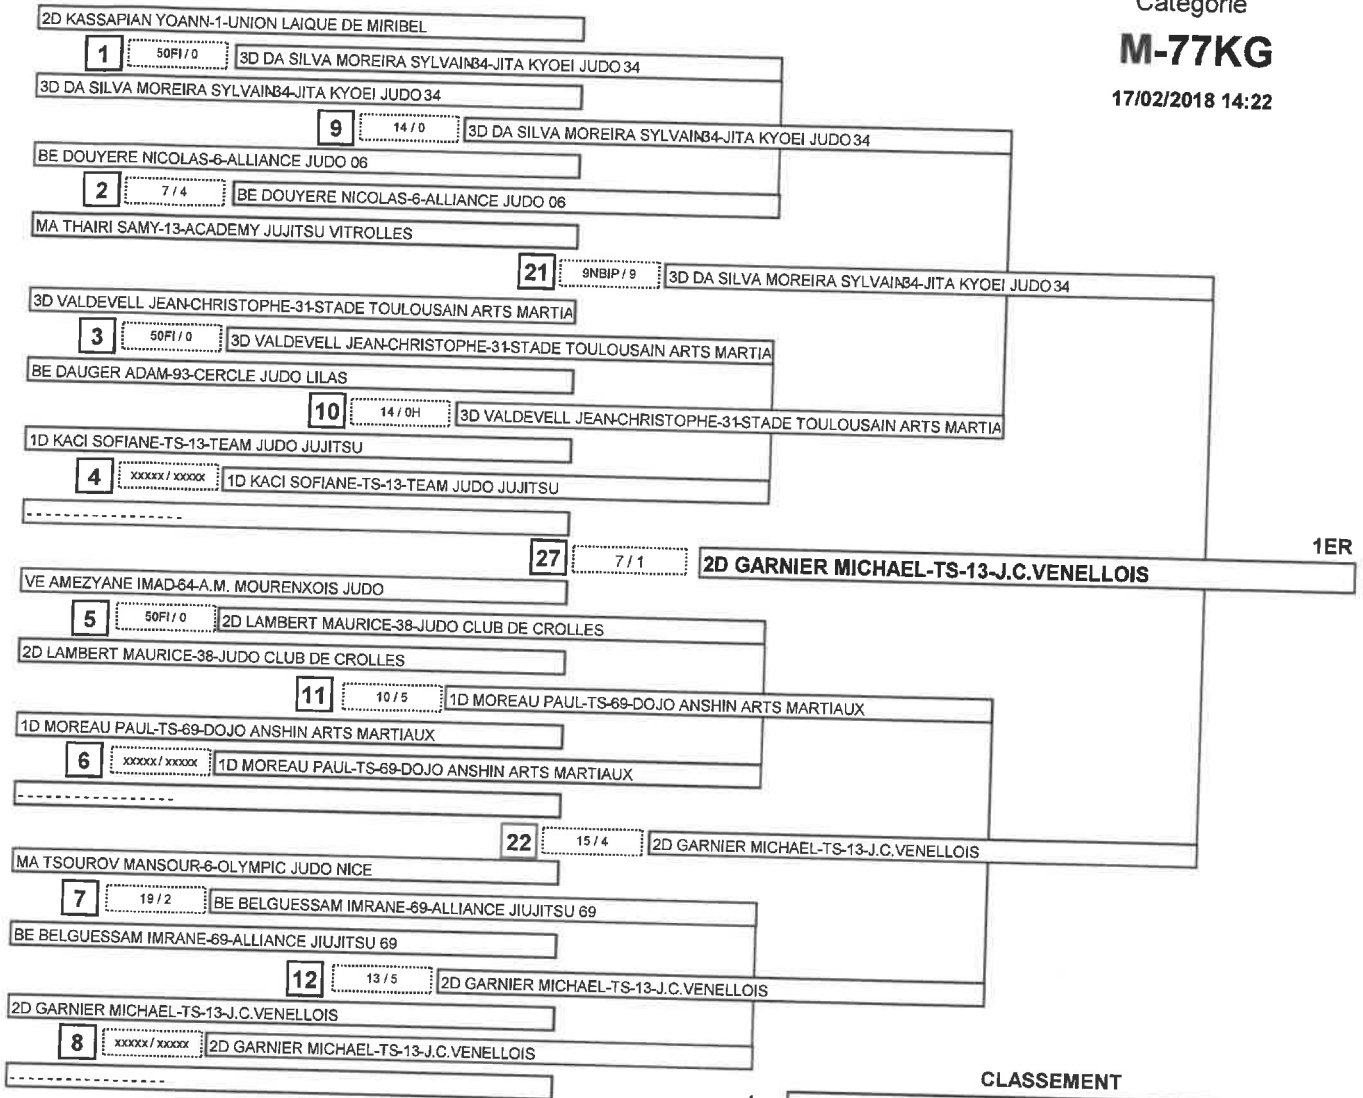 Catégorie
M-77KG
17/02/2018 14:22
2D KASSAPIAN YOANN-1-UNION LAIQUE DE MIRIBEL
1 50FI / 0 3D DA SILVA MOREIRA SYLVAIN34-JITA KYOEI JUDO 34
3D DA SILVA MOREIRA SYLVAIN34-JITA KYOEI JUDO 34
9 14 / 0 3D DA SILVA MOREIRA SYLVAIN34-JITA KYOEI JUDO 34
BE DOUYERE NICOLAS-6-ALLIANCE JUDO 06
2 7 / 4 BE DOUYERE NICOLAS-6-ALLIANCE JUDO 06
MA THAIRI SAMY-13-ACADEMY JUJITSU VITROLLES
21 9NBIP / 9 3D DA SILVA MOREIRA SYLVAIN34-JITA KYOEI JUDO 34
3D VALDEVELL JEAN-CHRISTOPHE-31-STADE TOULOUSAIN ARTS MARTIA
3 50FI / 0 3D VALDEVELL JEAN-CHRISTOPHE-31-STADE TOULOUSAIN ARTS MARTIA
BE DAUGER ADAM-93-CERCLE JUDO LILAS
10 14 / 0H 3D VALDEVELL JEAN-CHRISTOPHE-31-STADE TOULOUSAIN ARTS MARTIA
1D KACI SOFIANE-TS-13-TEAM JUDO JUJITSU
4 xxxxx / xxxxx 1D KACI SOFIANE-TS-13-TEAM JUDO JUJITSU
- - - - - - - - - - - - - - - -
1ER
27 7 / 1 2D GARNIER MICHAEL-TS-13-J.C.VENELLOIS
VE AMEZYANE IMAD-64-A.M. MOURENXOIS JUDO
5 50FI / 0 2D LAMBERT MAURICE-38-JUDO CLUB DE CROLLES
2D LAMBERT MAURICE-38-JUDO CLUB DE CROLLES
11 10 / 5 1D MOREAU PAUL-TS-69-DOJO ANSHIN ARTS MARTIAUX
1D MOREAU PAUL-TS-69-DOJO ANSHIN ARTS MARTIAUX
6 xxxxx / xxxxx 1D MOREAU PAUL-TS-69-DOJO ANSHIN ARTS MARTIAUX
- - - - - - - - - - - - - - - -
22 15 / 4 2D GARNIER MICHAEL-TS-13-J.C.VENELLOIS
MA TSOUROV MANSOUR-6-OLYMPIC JUDO NICE
7 19 / 2 BE BELGUESSAM IMRANE-69-ALLIANCE JIUJITSU 69
BE BELGUESSAM IMRANE-69-ALLIANCE JIUJITSU 69
12 13 / 5 2D GARNIER MICHAEL-TS-13-J.C.VENELLOIS
2D GARNIER MICHAEL-TS-13-J.C.VENELLOIS
8 xxxxx / xxxxx 2D GARNIER MICHAEL-TS-13-J.C.VENELLOIS
- - - - - - - - - - - - - - - -
CLASSEMENT